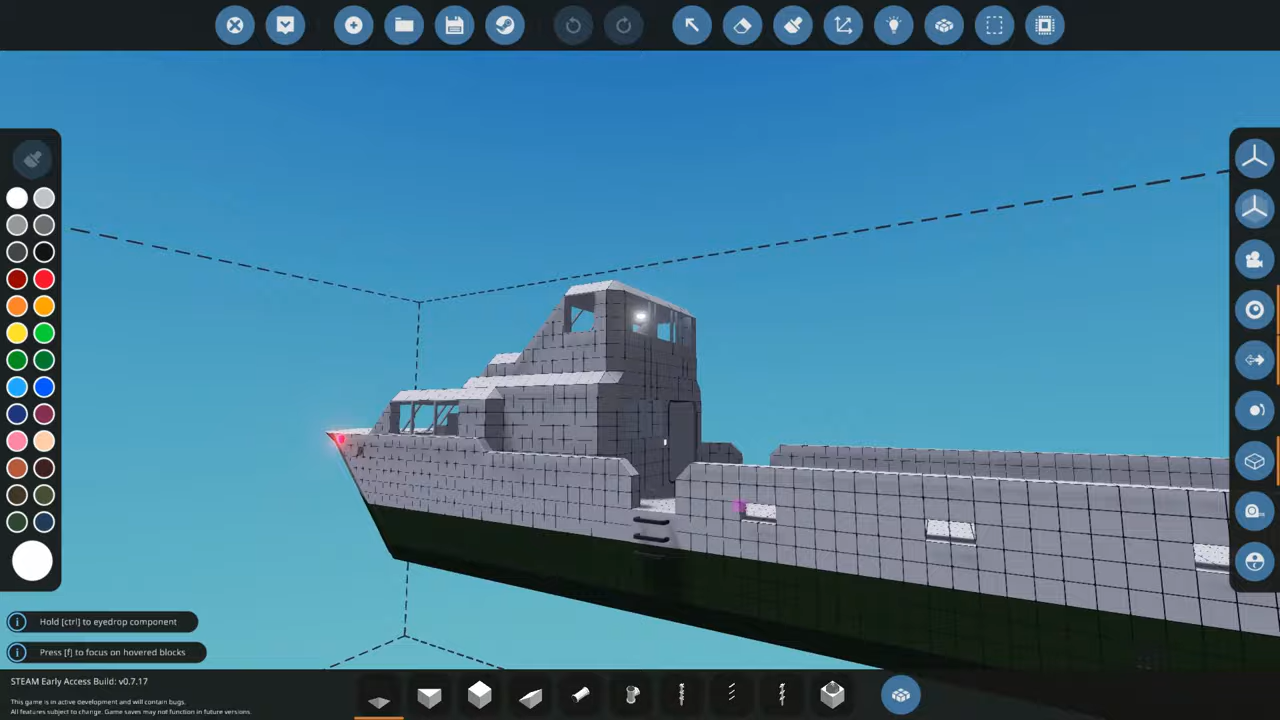 Hold [ctrl] to eyedrop component
Press [f] to focus on hovered blocks
STEAM Early Access Build: v0.7.17
This game is in active development and will contain bugs.
All features subject to change. Game saves may not function in future versions.